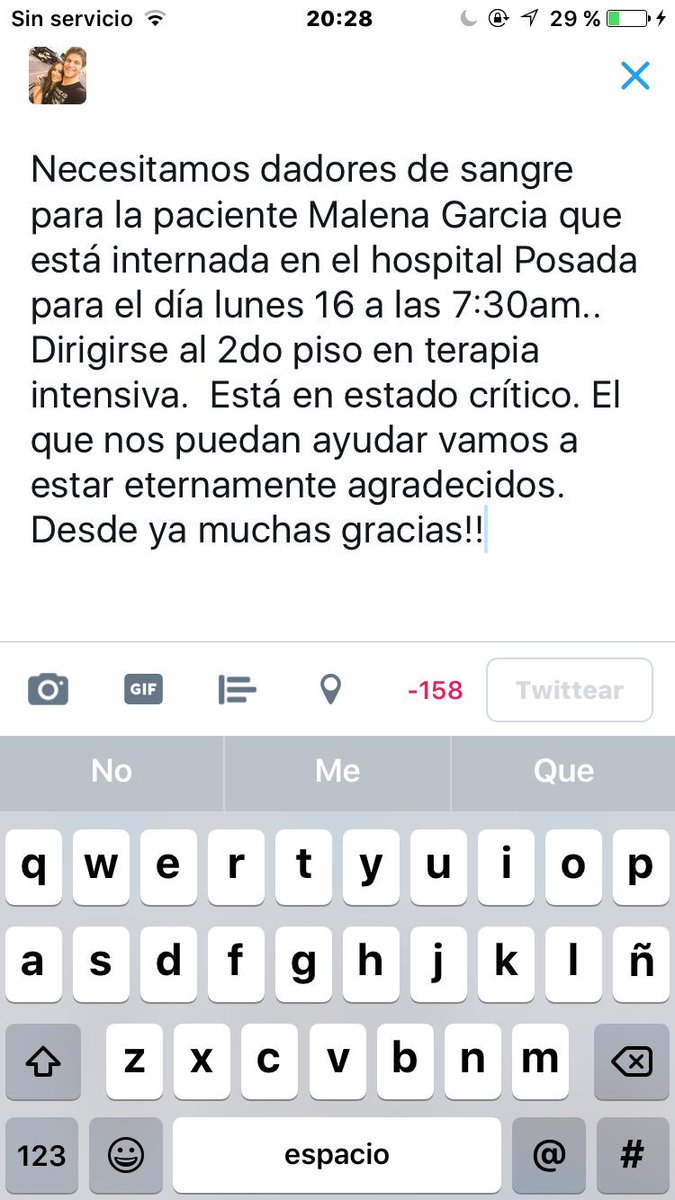 Sin servicio 20:28 29 %
Necesitamos dadores de sangre
para la paciente Malena Garcia que
está internada en el hospital Posada
para el día lunes 16 a las 7:30am..
Dirigirse al 2do piso en terapia
intensiva.  Está en estado crítico. El
que nos puedan ayudar vamos a
estar eternamente agradecidos.
Desde ya muchas gracias!!
GIF -158 Twittear
No Me Que
q w e r t y u i o p
a s d f g h j k l ñ
z x c v b n m
123 espacio @ #